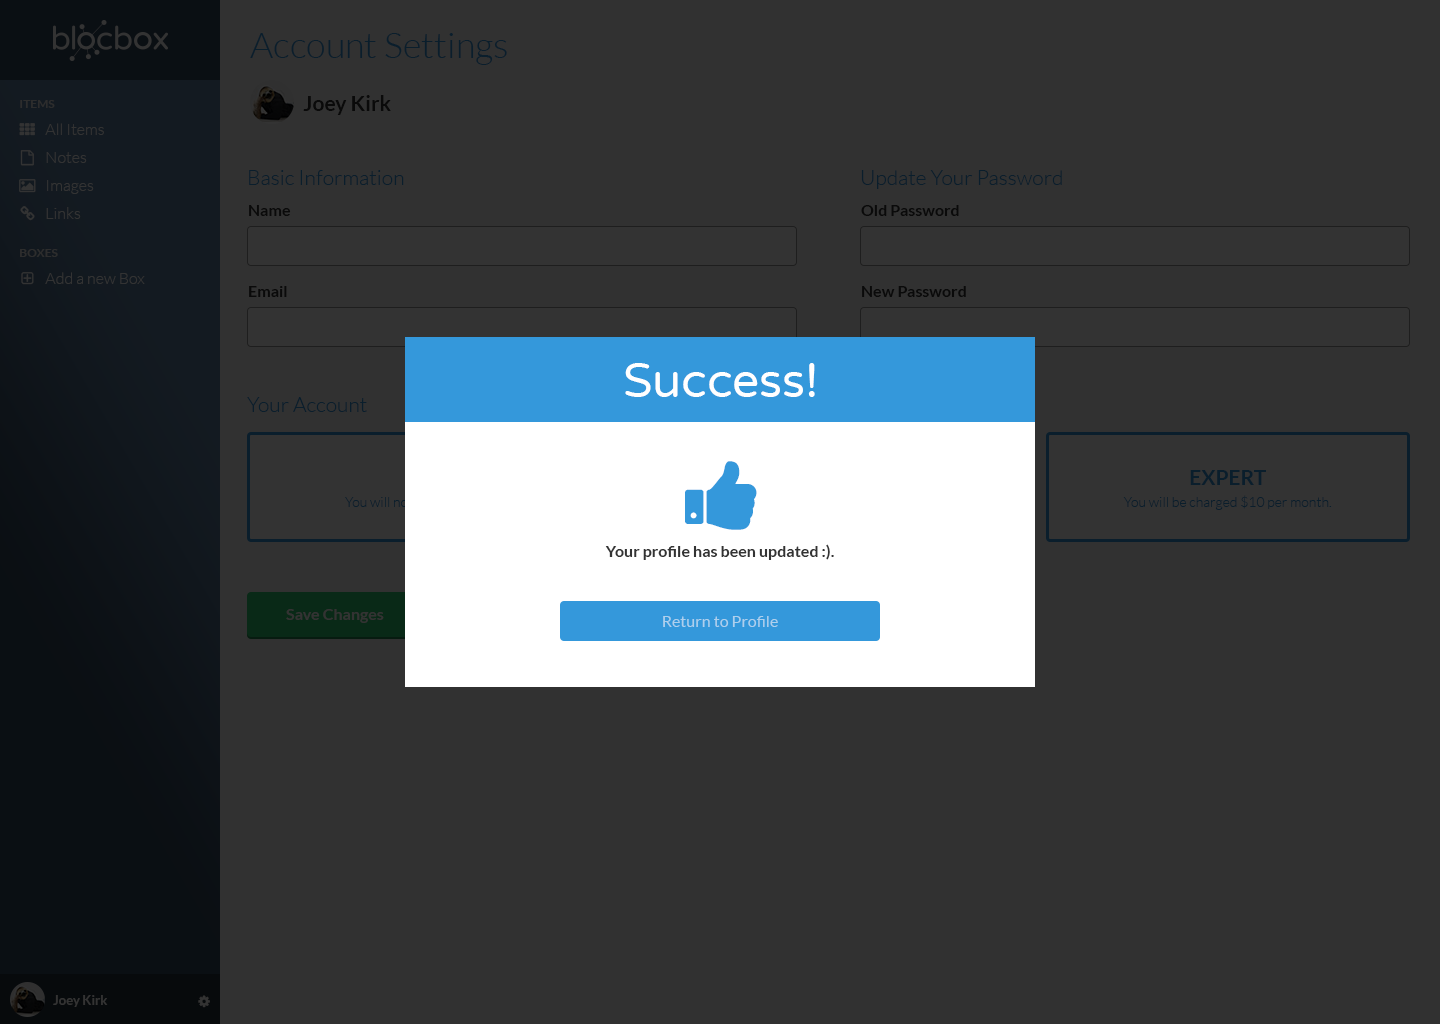 blocbox
ITEMS
All Items
Notes
Images
Links
BOXES
Add a new Box
Joey Kirk
Account Settings
Joey Kirk
Basic Information
Name
Email
Update Your Password
Old Password
New Password
Your Account
You will
EXPERT
You will be charged $10 per month.
Save Changes
Success!
Your profile has been updated :).
Return to Profile